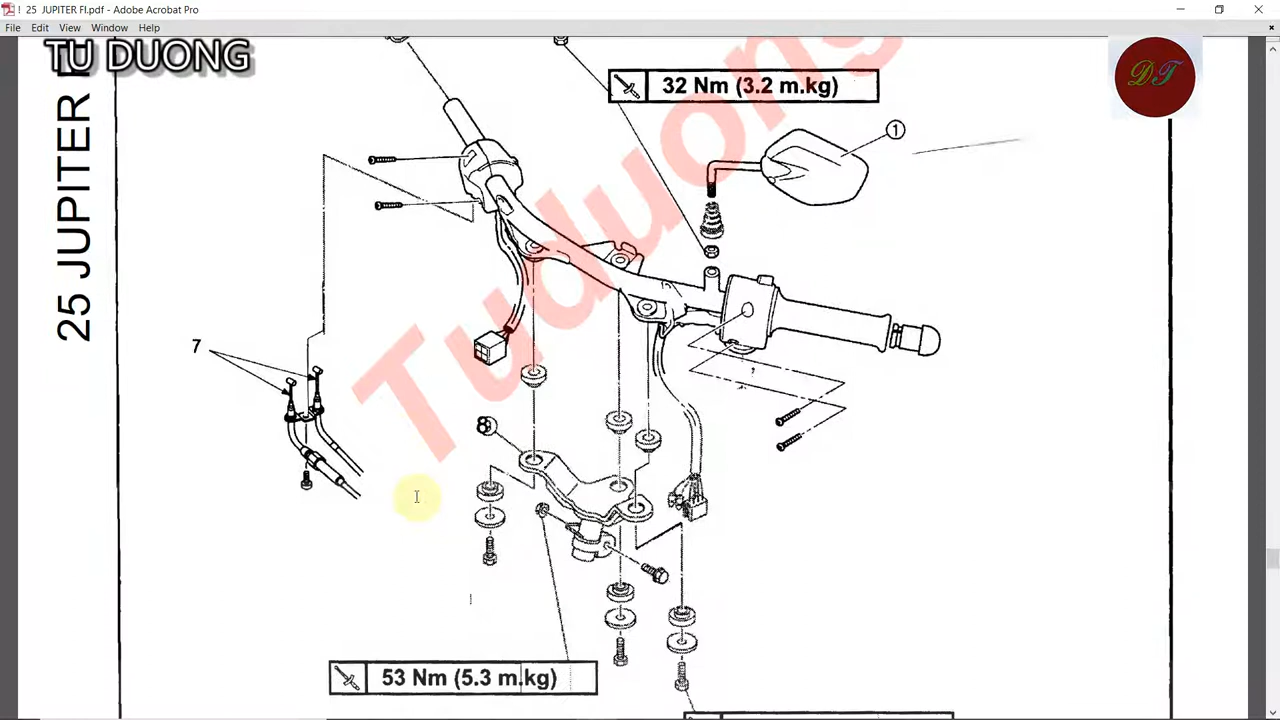 ! 25 JUPITER FI.pdf - Adobe Acrobat Pro
File Edit View Window Help
TU DUONG
DT
25 JUPITER F
32 Nm (3.2 m.kg)
1
Tuduong
7
8
53 Nm (5.3 m.kg)